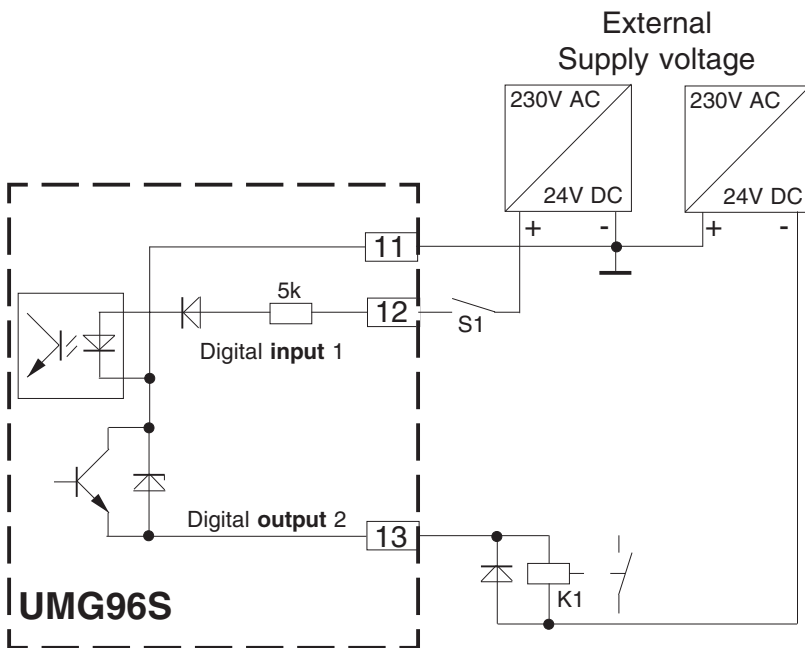 External
Supply voltage
230V AC
24V DC
230V AC
24V DC
+
-
+
-
11
5k
12
S1
Digital input 1
Digital output 2
13
K1
UMG96S